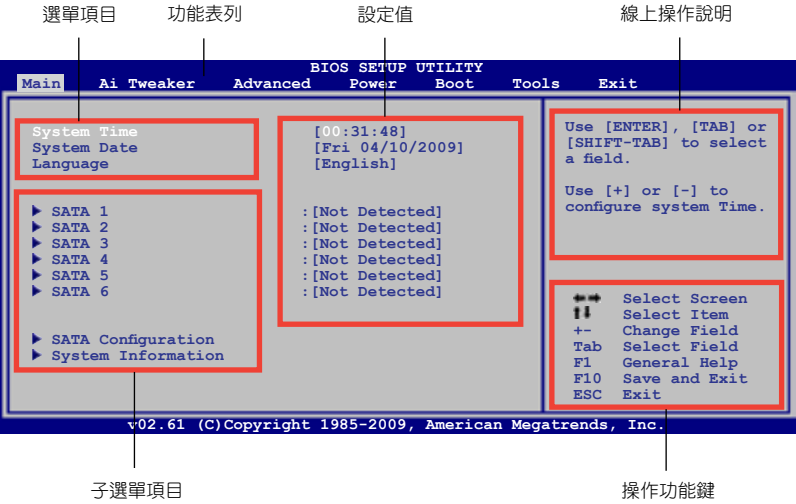 選單項目 功能表列 設定值 線上操作說明
BIOS SETUP UTILITY
Main Ai Tweaker Advanced Power Boot Tools Exit
System Time [00:31:48]
System Date [Fri 04/10/2009]
Language [English]
SATA 1 :[Not Detected]
SATA 2 :[Not Detected]
SATA 3 :[Not Detected]
SATA 4 :[Not Detected]
SATA 5 :[Not Detected]
SATA 6 :[Not Detected]
SATA Configuration
System Information
Use [ENTER], [TAB] or
[SHIFT-TAB] to select
a field.
Use [+] or [-] to
configure system Time.
←→ Select Screen
↑↓ Select Item
+- Change Field
Tab Select Field
F1 General Help
F10 Save and Exit
ESC Exit
v02.61 (C)Copyright 1985-2009, American Megatrends, Inc.
子選單項目 操作功能鍵